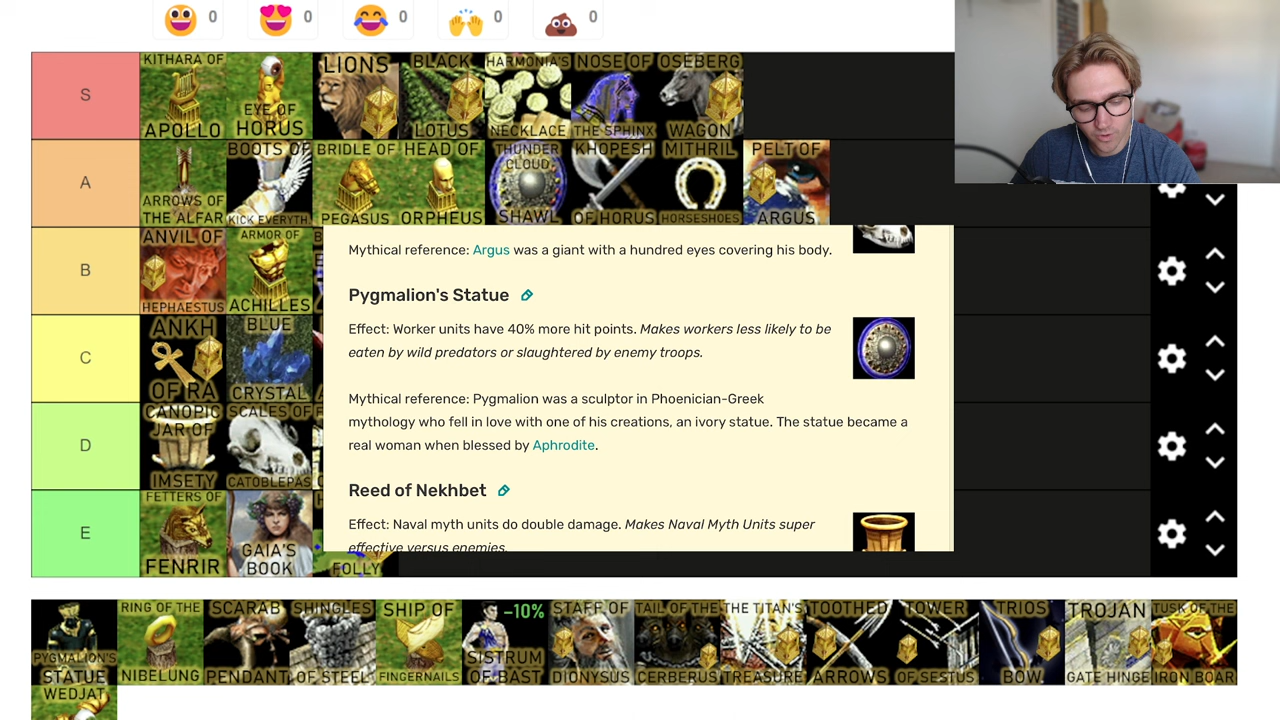 0 0 0 0 0
S
KITHARA OF APOLLO
EYE OF HORUS
LIONS
BLACK LOTUS
HARMONIA'S NECKLACE
NOSE OF THE SPHINX
OSEBERG WAGON
A
ARROWS OF THE ALFAR
BOOTS OF KICK EVERYTH.
BRIDLE OF PEGASUS
HEAD OF ORPHEUS
THUNDER CLOUD SHAWL
KHOPESH OF HORUS
MITHRIL HORSESHOES
PELT OF ARGUS
B
ANVIL OF HEPHAESTUS
ARMOR OF ACHILLES
C
ANKH OF RA
BLUE CRYSTAL
D
CANOPIC JAR OF IMSETY
SCALES OF CATOBLEPAS
E
FETTERS OF FENRIR
GAIA'S BOOK
FOLLY
Mythical reference: Argus was a giant with a hundred eyes covering his body.
Pygmalion's Statue
Effect: Worker units have 40% more hit points. Makes workers less likely to be
eaten by wild predators or slaughtered by enemy troops.
Mythical reference: Pygmalion was a sculptor in Phoenician-Greek
mythology who fell in love with one of his creations, an ivory statue. The statue became a
real woman when blessed by Aphrodite.
Reed of Nekhbet
Effect: Naval myth units do double damage. Makes Naval Myth Units super
effective versus enemies.
PYGMALION'S STATUE
RING OF THE NIBELUNG
SCARAB PENDANT
SHINGLES OF STEEL
SHIP OF FINGERNAILS
-10% SISTRUM OF BAST
STAFF OF DIONYSUS
TAIL OF THE CERBERUS
THE TITAN'S TREASURE
TOOTHED ARROWS
TOWER OF SESTUS
TRIOS BOW
TROJAN GATE HINGE
TUSK OF THE IRON BOAR
WEDJAT